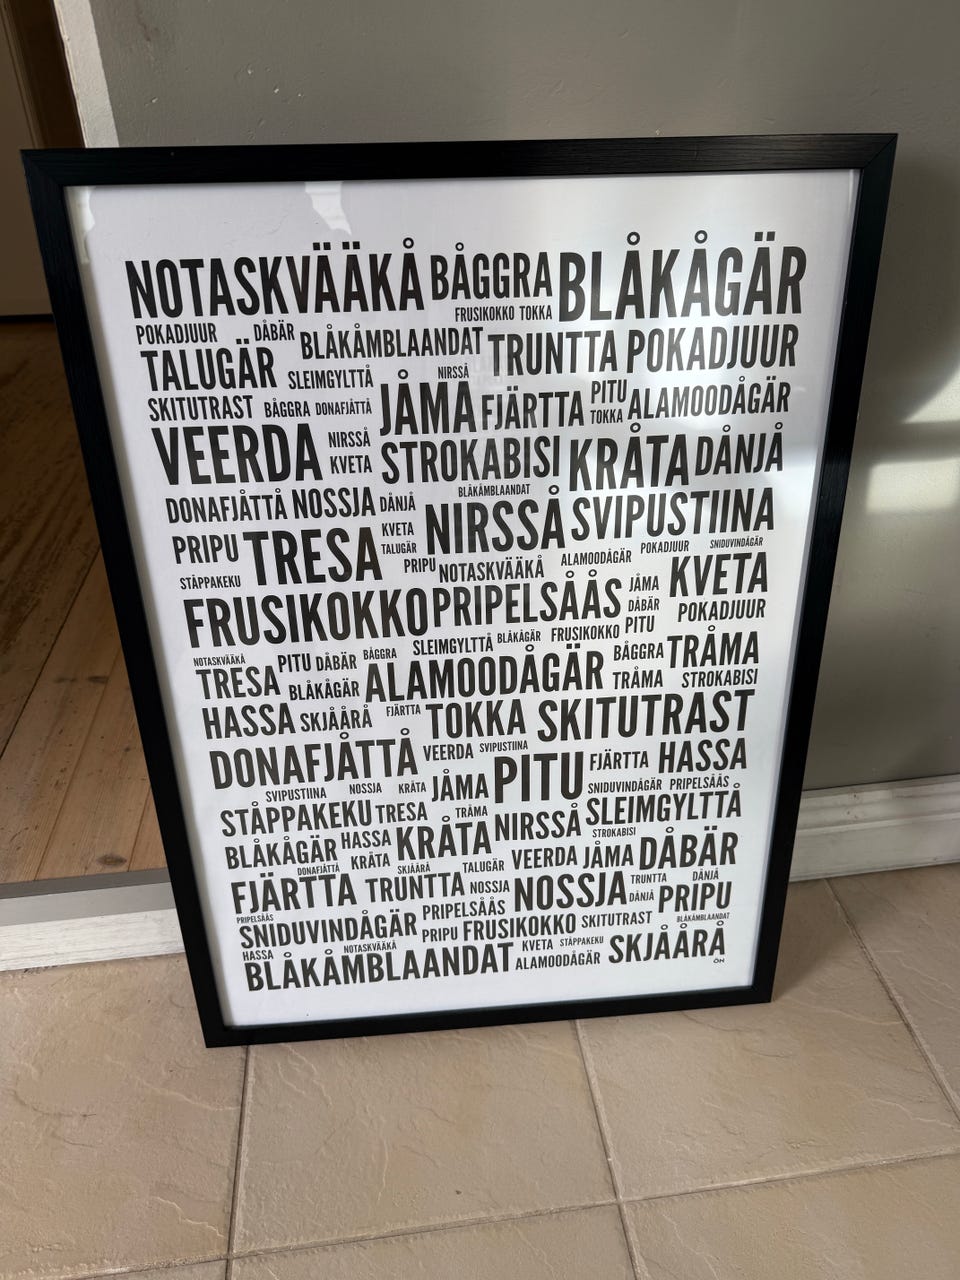 NOTASKVÄÄKÅ BÅGGRA BLÅKÅGÄR
FRUSIKOKKO TOKKA
POKADJUUR DÅBÄR BLÅKÅMBLAANDAT TRUNTTA POKADJUUR
TALUGÄR SLEIMGYLTTÅ NIRSSÅ
SKITUTRAST BÅGGRA DONAFJÅTTÅ JÅMA FJÄRTTA PITU TOKKA ALAMOODÅGÄR
VEERDA NIRSSÅ KVETA STROKABISI KRÅTA DÅNJÅ
BLÅKÅMBLAANDAT
DONAFJÅTTÅ NOSSJA DÅNJÅ NIRSSÅ SVIPUSTIINA
PRIPU TRESA KVETA TALUGÄR
STÅPPAKEKU PRIPU NOTASKVÄÄKÅ ALAMOODÅGÄR POKADJUUR SNIDUVINDÅGÄR
FRUSIKOKKO PRIPELSÅÅS JÅMA DÅBÄR KVETA
POKADJUUR
NOTASKVÄÄKÅ PITU DÅBÄR BÅGGRA SLEIMGYLTTÅ BLÅKÅGÄR FRUSIKOKKO PITU
TRESA BLÅKÅGÄR ALAMOODÅGÄR BÅGGRA TRÅMA
TRÅMA STROKABISI
HASSA SKJÅÅRÅ FJÄRTTA TOKKA SKITUTRAST
DONAFJÅTTÅ VEERDA SVIPUSTIINA PITU FJÄRTTA HASSA
SVIPUSTIINA NOSSJA KRÅTA JÅMA SNIDUVINDÅGÄR PRIPELSÅÅS
STÅPPAKEKU TRESA TRÅMA NIRSSÅ SLEIMGYLTTÅ
BLÅKÅGÄR HASSA KRÅTA STROKABISI
DONAFJÅTTÅ KRÅTA SKJÅÅRÅ TALUGÄR VEERDA JÅMA DÅBÄR
FJÄRTTA TRUNTTA NOSSJA NOSSJA TRUNTTA DÅNJÅ
PRIPELSÅÅS PRIPELSÅÅS DÅNJÅ PRIPU
SNIDUVINDÅGÄR PRIPU FRUSIKOKKO SKITUTRAST BLÅKÅMBLAANDAT
HASSA NOTASKVÄÄKÅ KVETA STÅPPAKEKU
BLÅKÅMBLAANDAT ALAMOODÅGÄR SKJÅÅRÅ
ÖN